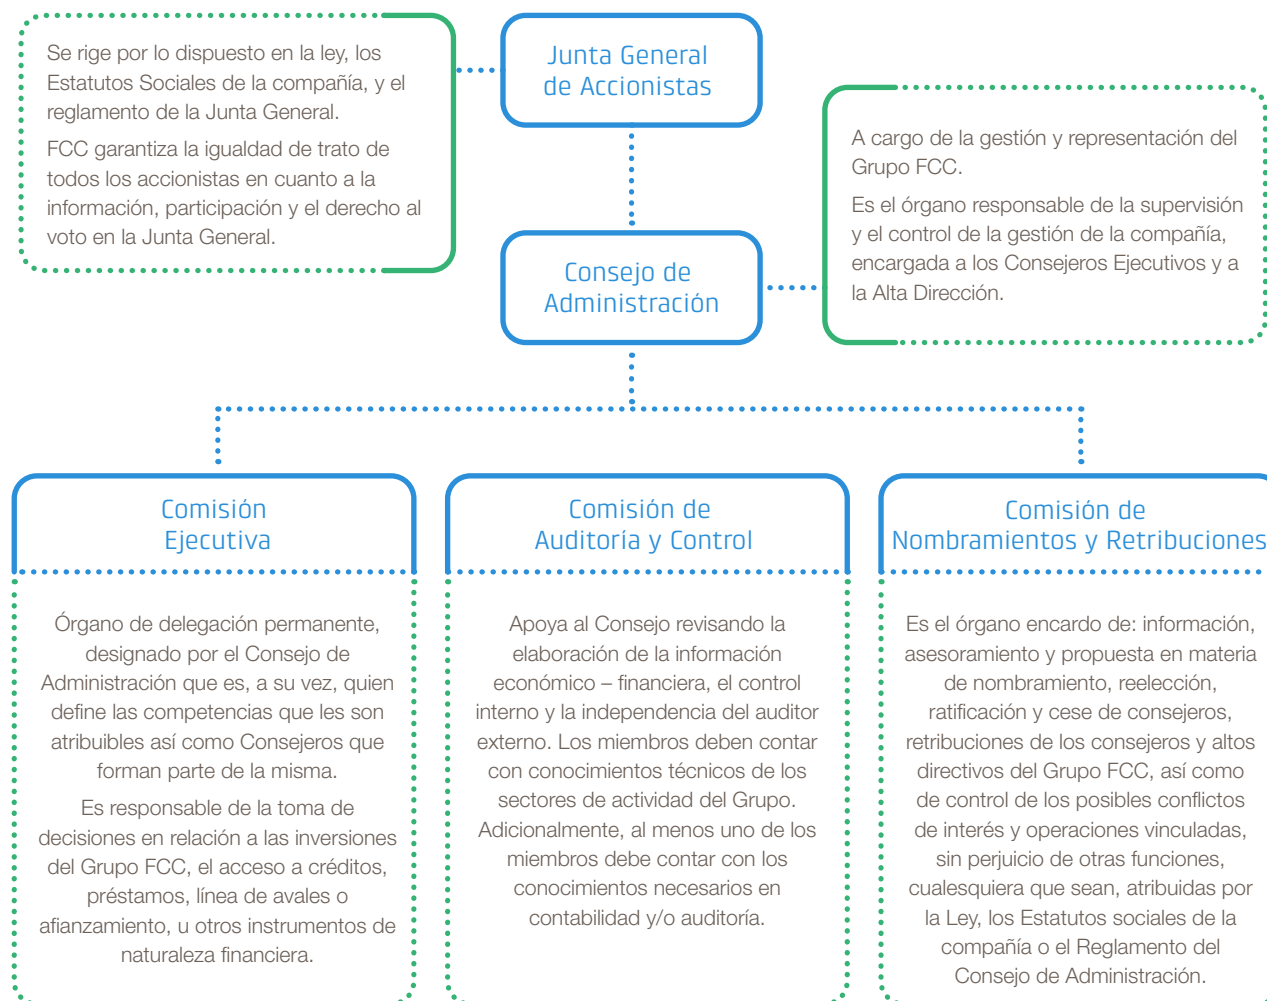 Se rige por lo dispuesto en la ley, los
Estatutos Sociales de la compañía, y el
reglamento de la Junta General.
FCC garantiza la igualdad de trato de
todos los accionistas en cuanto a la
información, participación y el derecho al
voto en la Junta General.
Junta General
de Accionistas
A cargo de la gestión y representación del
Grupo FCC.
Es el órgano responsable de la supervisión
y el control de la gestión de la compañía,
encargada a los Consejeros Ejecutivos y a
la Alta Dirección.
Consejo de
Administración
Comisión
Ejecutiva
Órgano de delegación permanente,
designado por el Consejo de
Administración que es, a su vez, quien
define las competencias que les son
atribuibles así como Consejeros que
forman parte de la misma.
Es responsable de la toma de
decisiones en relación a las inversiones
del Grupo FCC, el acceso a créditos,
préstamos, línea de avales o
afianzamiento, u otros instrumentos de
naturaleza financiera.
Comisión de
Auditoría y Control
Apoya al Consejo revisando la
elaboración de la información
económico – financiera, el control
interno y la independencia del auditor
externo. Los miembros deben contar
con conocimientos técnicos de los
sectores de actividad del Grupo.
Adicionalmente, al menos uno de los
miembros debe contar con los
conocimientos necesarios en
contabilidad y/o auditoría.
Comisión de
Nombramientos y Retribuciones
Es el órgano encardo de: información,
asesoramiento y propuesta en materia
de nombramiento, reelección,
ratificación y cese de consejeros,
retribuciones de los consejeros y altos
directivos del Grupo FCC, así como
de control de los posibles conflictos
de interés y operaciones vinculadas,
sin perjuicio de otras funciones,
cualesquiera que sean, atribuidas por
la Ley, los Estatutos sociales de la
compañía o el Reglamento del
Consejo de Administración.